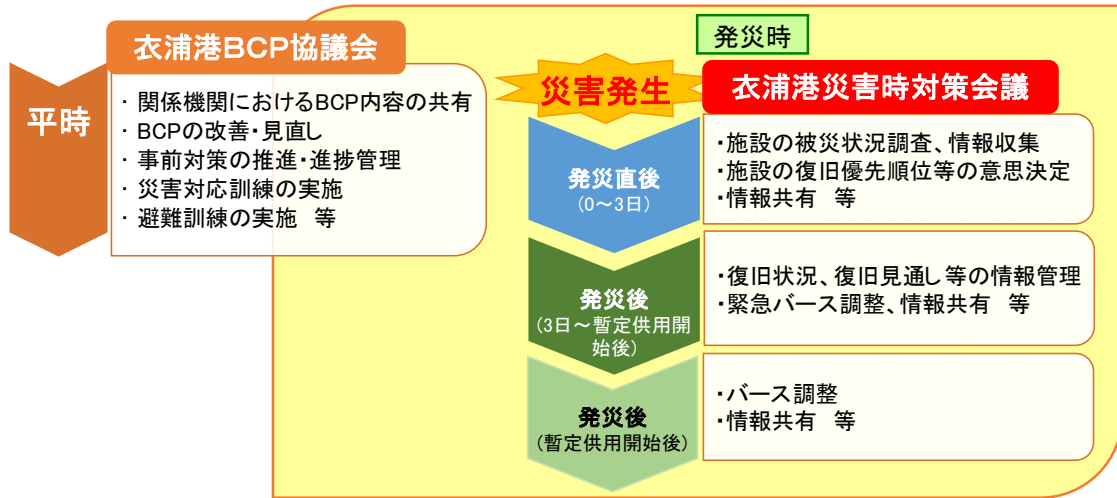 衣浦港BCP協議会
平時
・ 関係機関におけるBCP内容の共有
・ BCPの改善・見直し
・ 事前対策の推進・進捗管理
・ 災害対応訓練の実施
・ 避難訓練の実施 等
発災時
災害発生
衣浦港災害時対策会議
発災直後
(0～3日)
・施設の被災状況調査、情報収集
・施設の復旧優先順位等の意思決定
・情報共有 等
発災後
(3日～暫定供用開
始後)
・復旧状況、復旧見通し等の情報管理
・緊急バース調整、情報共有 等
発災後
(暫定供用開始後)
・バース調整
・情報共有 等